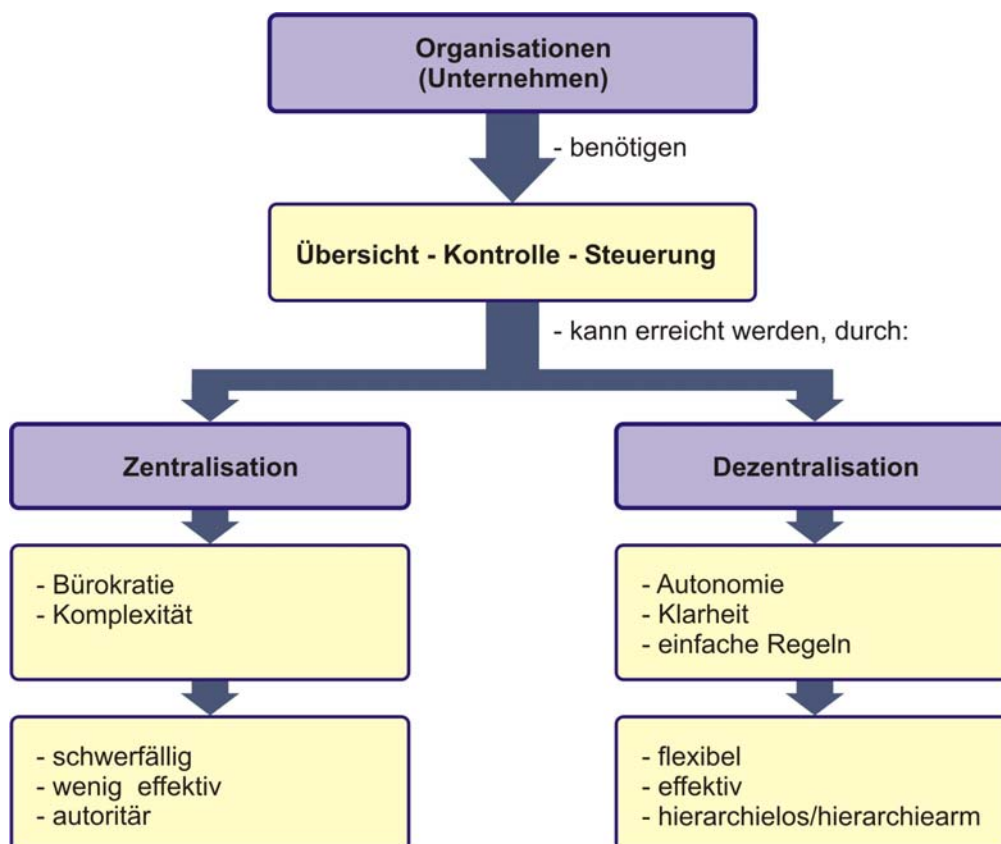 Organisationen
(Unternehmen)
- benötigen
Übersicht - Kontrolle - Steuerung
- kann erreicht werden, durch:
Zentralisation
- Bürokratie
- Komplexität
- schwerfällig
- wenig effektiv
- autoritär
Dezentralisation
- Autonomie
- Klarheit
- einfache Regeln
- flexibel
- effektiv
- hierarchielos/hierarchiearm